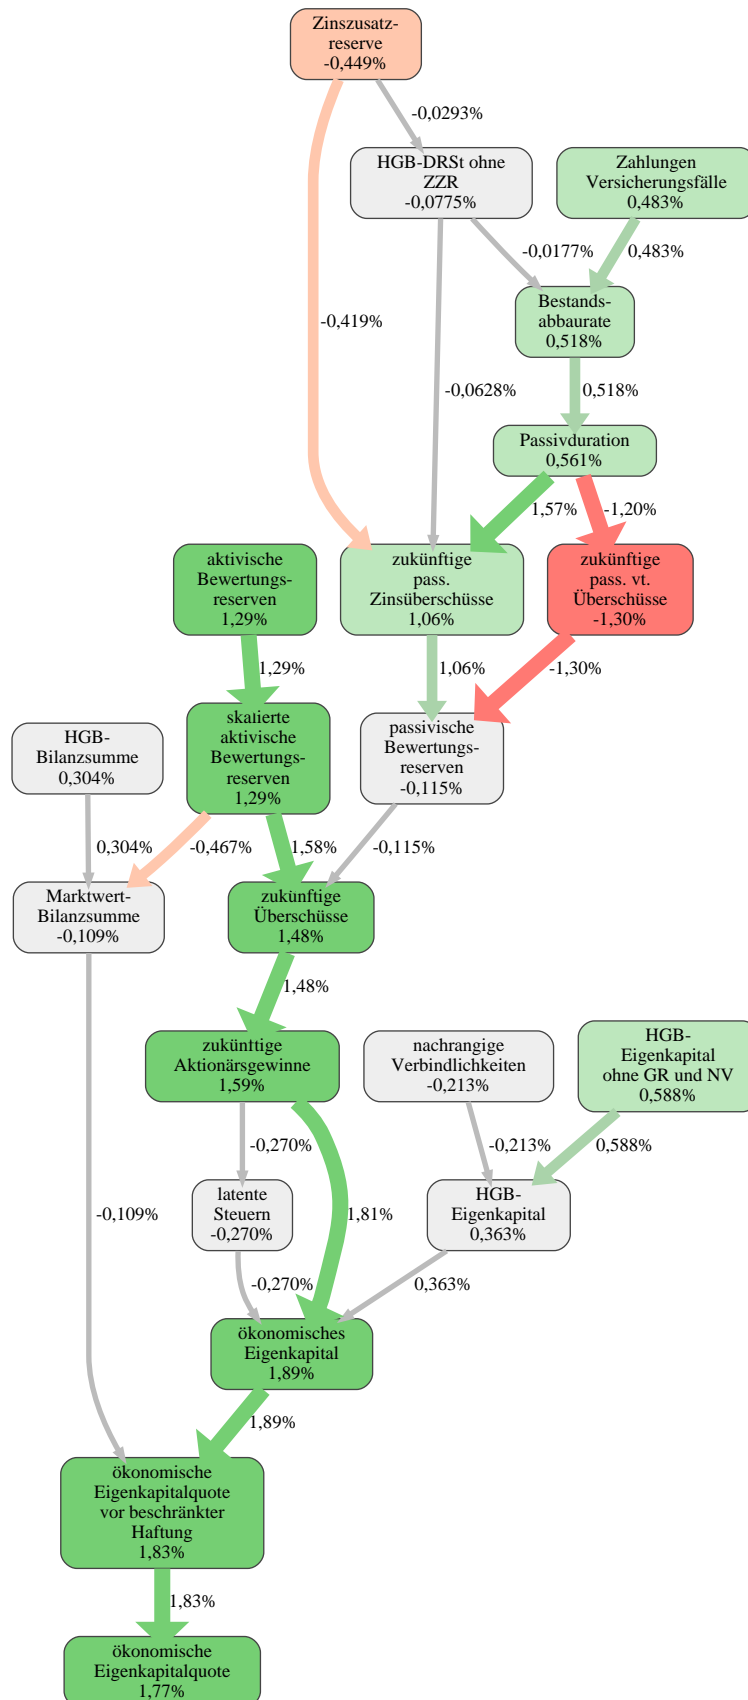 Zinszusatz-
reserve
-0,449%
-0,0293%
HGB-DRSt ohne
ZZR
-0,0775%
Zahlungen
Versicherungsfälle
0,483%
-0,0177%
0,483%
Bestands-
abbaurate
0,518%
-0,419%
-0,0628%
0,518%
Passivduration
0,561%
1,57%
-1,20%
aktivische
Bewertungs-
reserven
1,29%
zukünftige
pass.
Zinsüberschüsse
1,06%
zukünftige
pass. vt.
Überschüsse
-1,30%
1,29%
1,06%
-1,30%
HGB-
Bilanzsumme
0,304%
skalierte
aktivische
Bewertungs-
reserven
1,29%
passivische
Bewertungs-
reserven
-0,115%
0,304%
-0,467%
1,58%
-0,115%
Marktwert-
Bilanzsumme
-0,109%
zukünftige
Überschüsse
1,48%
1,48%
zukünftige
Aktionärsgewinne
1,59%
nachrangige
Verbindlichkeiten
-0,213%
HGB-
Eigenkapital
ohne GR und NV
0,588%
-0,270%
-0,213%
0,588%
-0,109%
latente
Steuern
-0,270%
1,81%
HGB-
Eigenkapital
0,363%
-0,270%
0,363%
ökonomisches
Eigenkapital
1,89%
1,89%
ökonomische
Eigenkapitalquote
vor beschränkter
Haftung
1,83%
1,83%
ökonomische
Eigenkapitalquote
1,77%